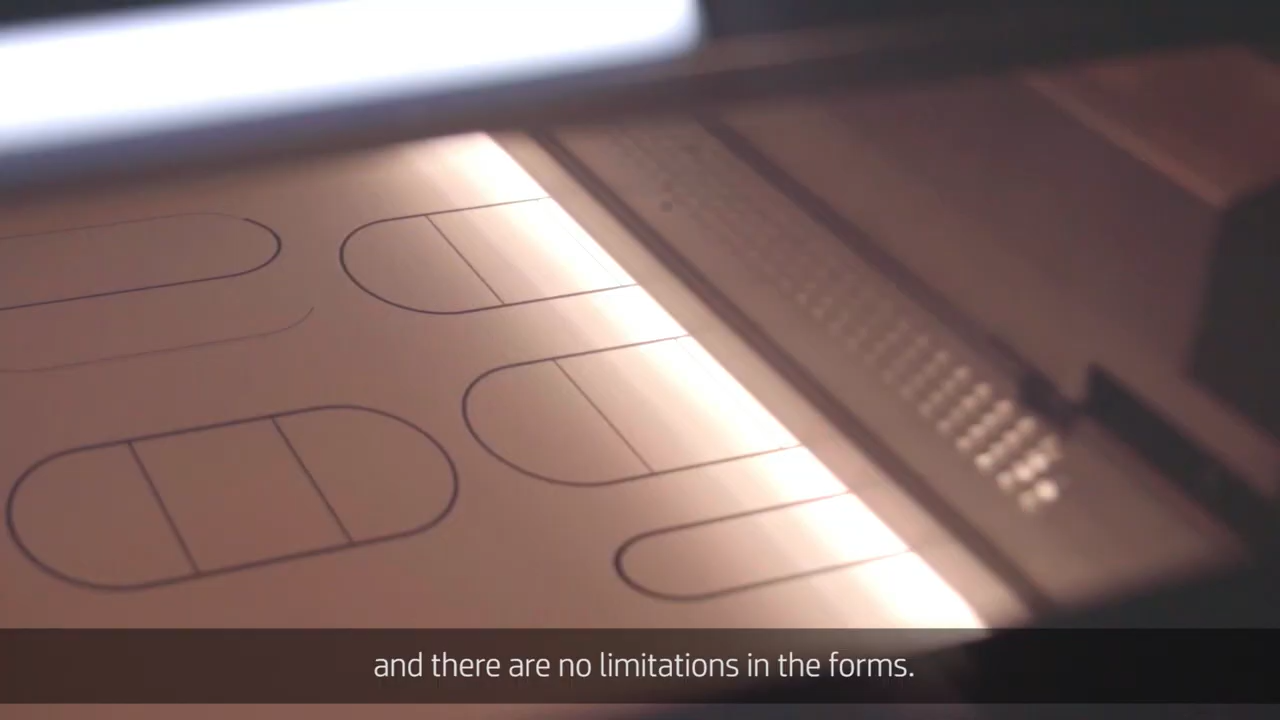 and there are no limitations in the forms.